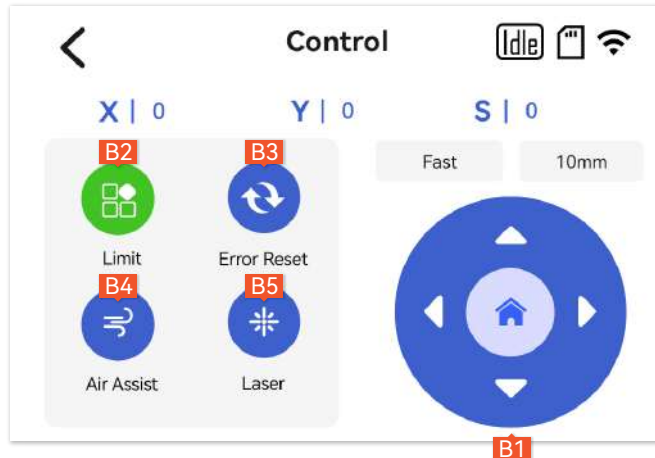 Control
Idle
X | 0
Y | 0
S | 0
B2
B3
Fast
10mm
Limit
Error Reset
B4
B5
Air Assist
Laser
B1